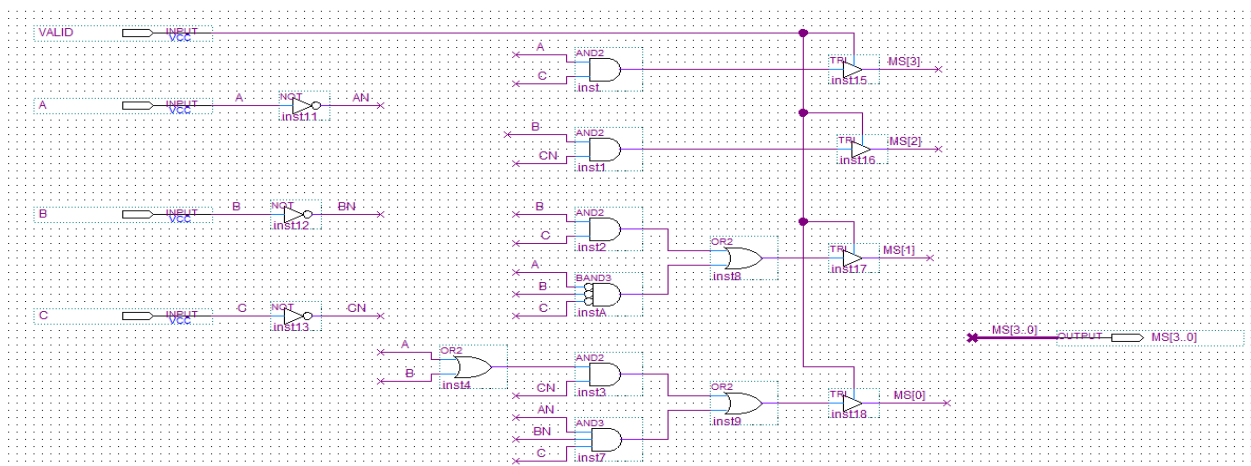 VALID
INPUT
VCC
A
AND2
C
inst
TRI
MS[3]
inst15
A
INPUT
VCC
A
NOT
AN
inst11
B
AND2
CN
inst1
TRI
MS[2]
inst16
B
INPUT
VCC
B
NOT
BN
inst12
B
AND2
C
inst2
OR2
inst8
TRI
MS[1]
inst17
A
BAND3
B
C
instA
C
INPUT
VCC
C
NOT
CN
inst13
MS[3..0]
OUTPUT
MS[3..0]
A
OR2
B
inst4
AND2
CN
inst3
OR2
inst9
TRI
MS[0]
inst18
AN
AND3
BN
C
inst7